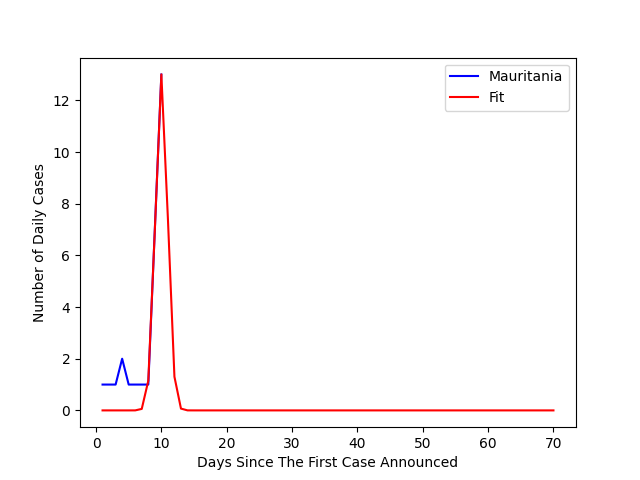 Mauritania
Fit
12
10
8
6
4
2
0
Number of Daily Cases
0 10 20 30 40 50 60 70
Days Since The First Case Announced